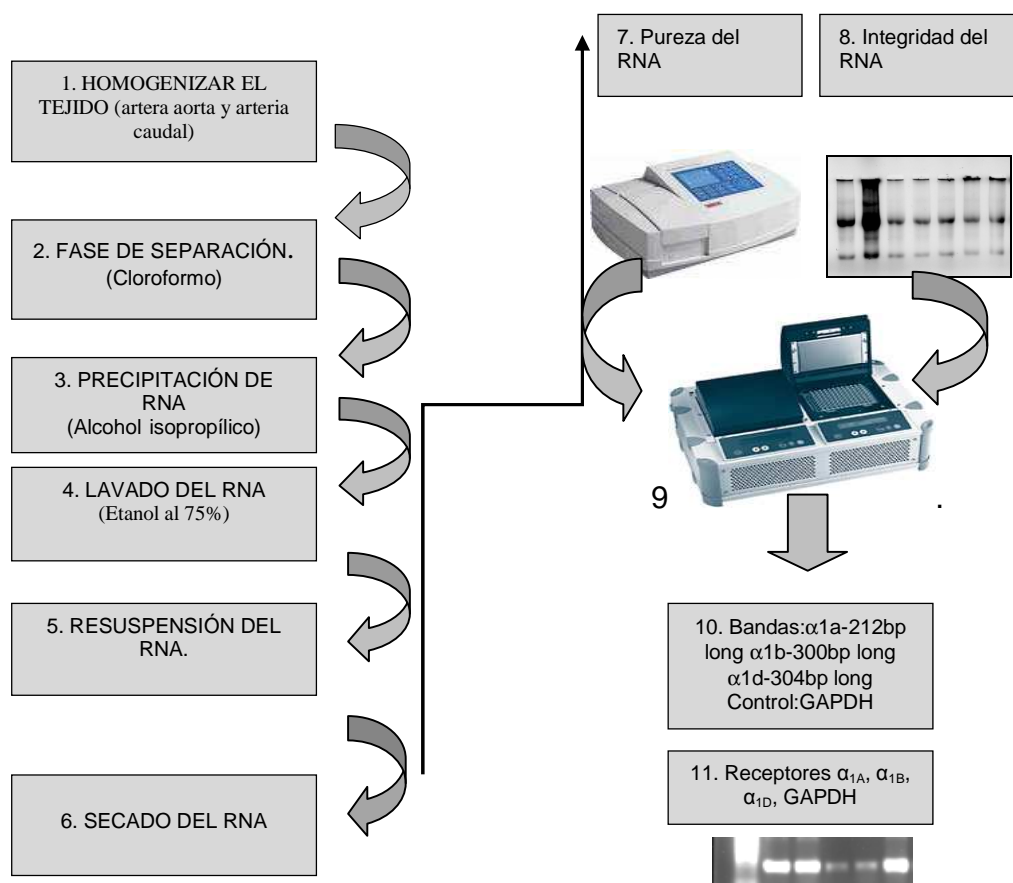 1. HOMOGENIZAR EL
TEJIDO (artera aorta y arteria
caudal)
2. FASE DE SEPARACIÓN.
(Cloroformo)
3. PRECIPITACIÓN DE
RNA
(Alcohol isopropílico)
4. LAVADO DEL RNA
(Etanol al 75%)
5. RESUSPENSIÓN DEL
RNA.
6. SECADO DEL RNA
7. Pureza del
RNA
8. Integridad del
RNA
9 .
10. Bandas:α1a-212bp
long α1b-300bp long
α1d-304bp long
Control:GAPDH
11. Receptores α1A, α1B,
α1D, GAPDH